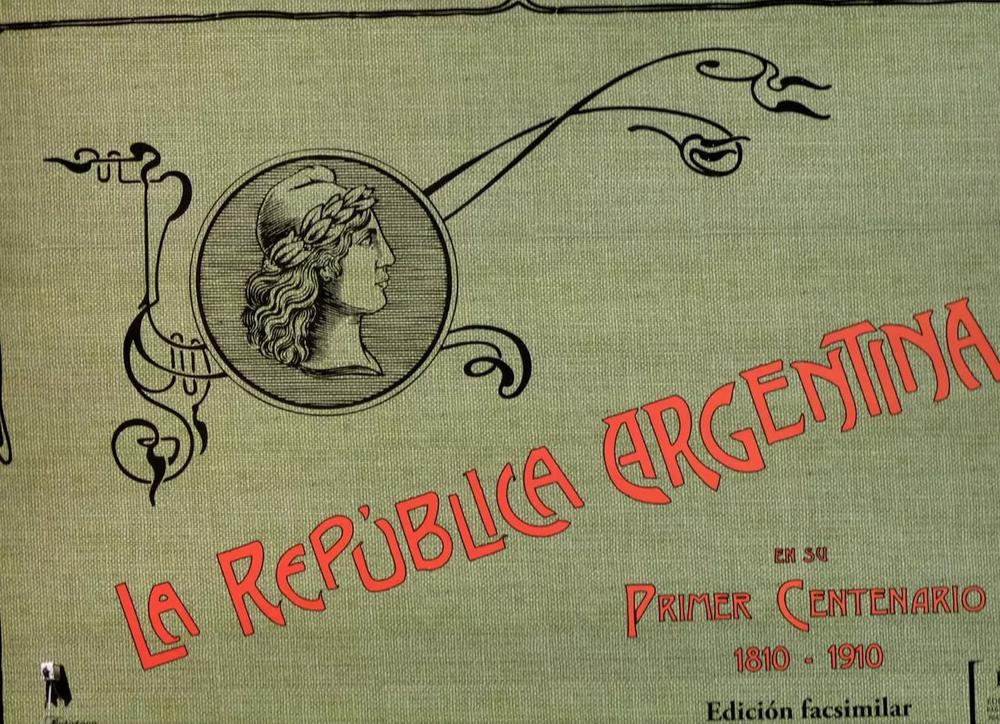 LA REPÚBLICA ARGENTINA
EN SU
PRIMER CENTENARIO
1810 - 1910
Edición facsimilar